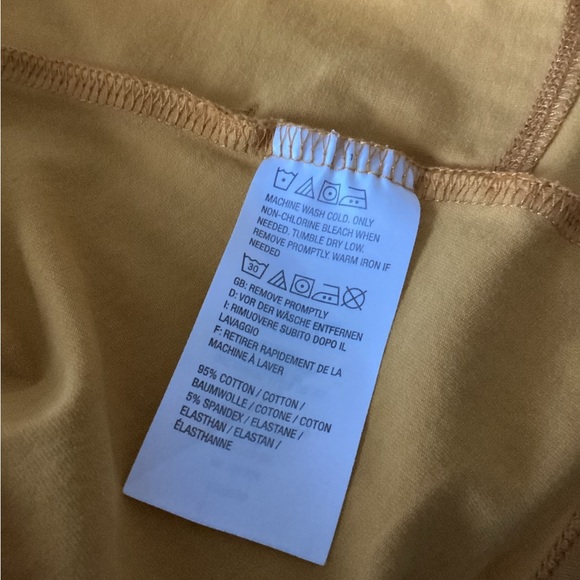 MACHINE WASH COLD. ONLY
NON-CHLORINE BLEACH WHEN
NEEDED. TUMBLE DRY LOW.
REMOVE PROMPTLY. WARM IRON IF
NEEDED
30
GB: REMOVE PROMPTLY
D: VOR DER WÄSCHE ENTFERNEN
I: RIMUOVERE SUBITO DOPO IL
LAVAGGIO
F: RETIRER RAPIDEMENT DE LA
MACHINE À LAVER
95% COTTON / COTTON /
BAUMWOLLE / COTONE / COTON
5% SPANDEX / ELASTANE /
ELASTHAN / ELASTAN /
ÉLASTHANNE